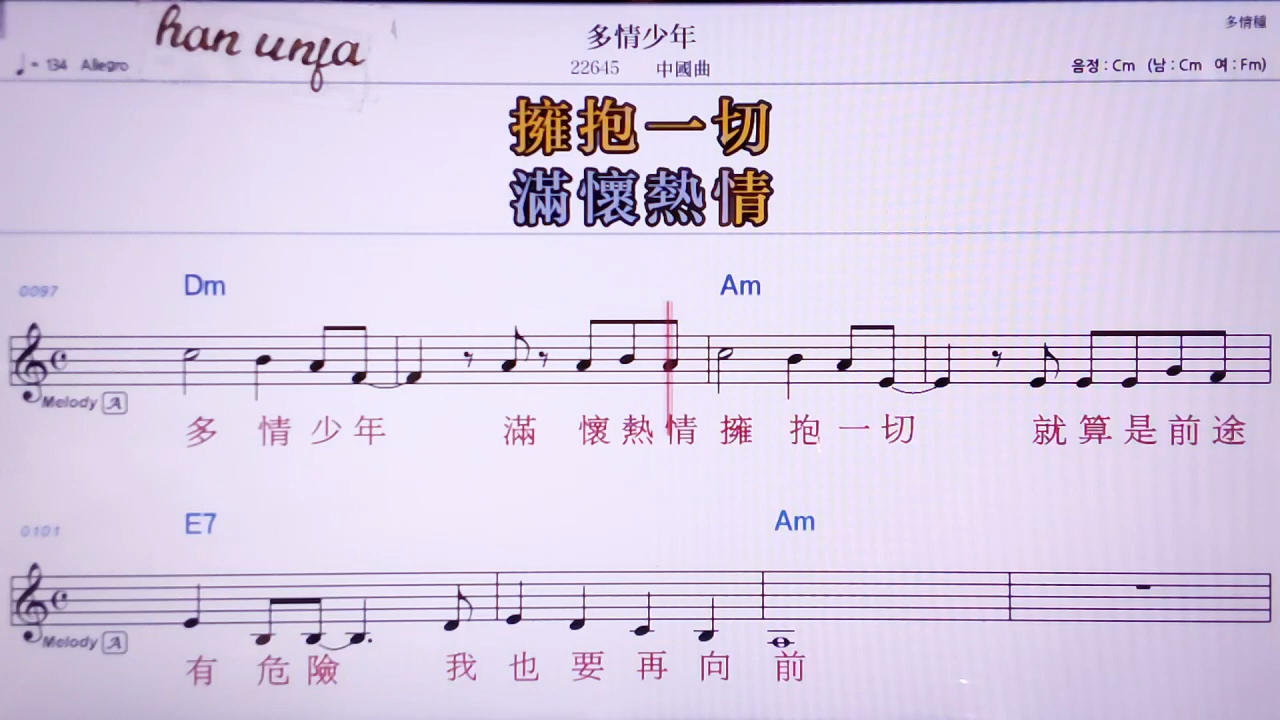 han unfa
多情少年
多情種
♩= 134 Allegro
22645 中國曲
음정 : Cm (남 : Cm 여 : Fm)
擁抱一切
滿懷熱情
0097 Dm Am
Melody A
多 情 少 年 滿 懷 熱 情 擁 抱 一 切 就 算 是 前 途
0101 E7 Am
Melody A
有 危 險 我 也 要 再 向 前